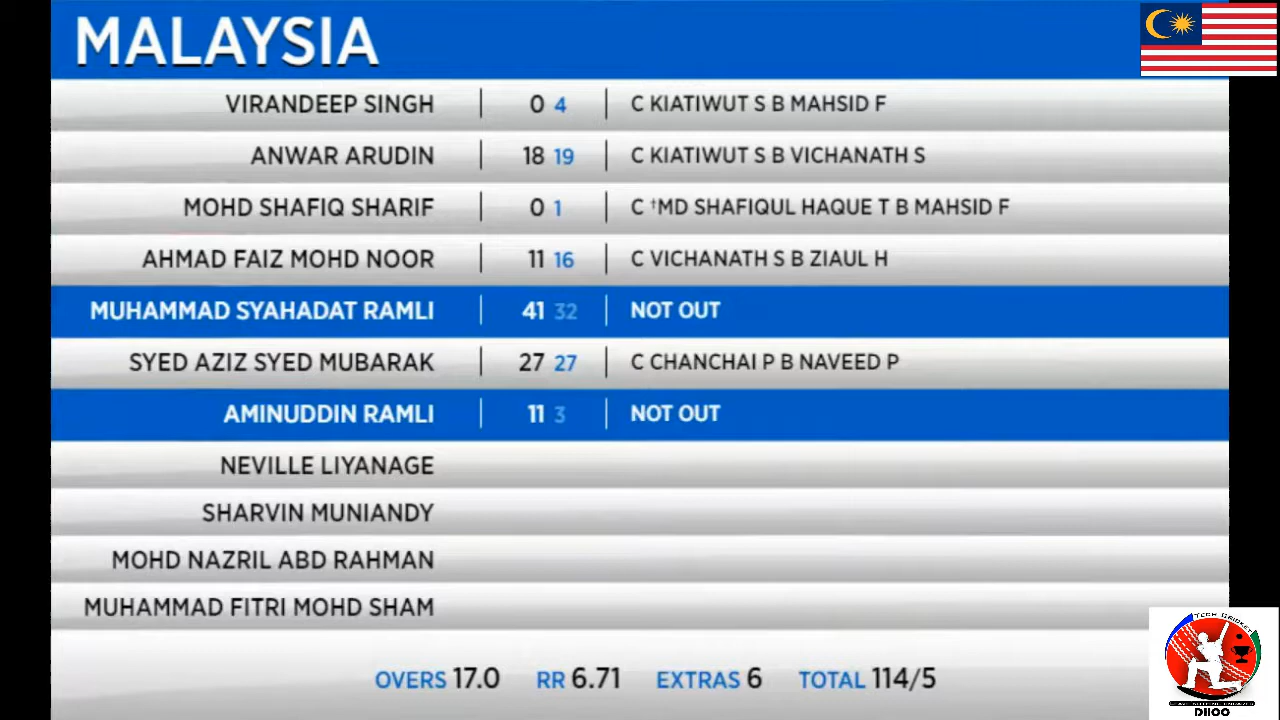 MALAYSIA
VIRANDEEP SINGH 0 4 C KIATIWUT S B MAHSID F
ANWAR ARUDIN 18 19 C KIATIWUT S B VICHANATH S
MOHD SHAFIQ SHARIF 0 1 C †MD SHAFIQUL HAQUE T B MAHSID F
AHMAD FAIZ MOHD NOOR 11 16 C VICHANATH S B ZIAUL H
MUHAMMAD SYAHADAT RAMLI 41 32 NOT OUT
SYED AZIZ SYED MUBARAK 27 27 C CHANCHAI P B NAVEED P
AMINUDDIN RAMLI 11 3 NOT OUT
NEVILLE LIYANAGE
SHARVIN MUNIANDY
MOHD NAZRIL ABD RAHMAN
MUHAMMAD FITRI MOHD SHAM
OVERS 17.0 RR 6.71 EXTRAS 6 TOTAL 114/5
TECH CRICKET
DIIOO